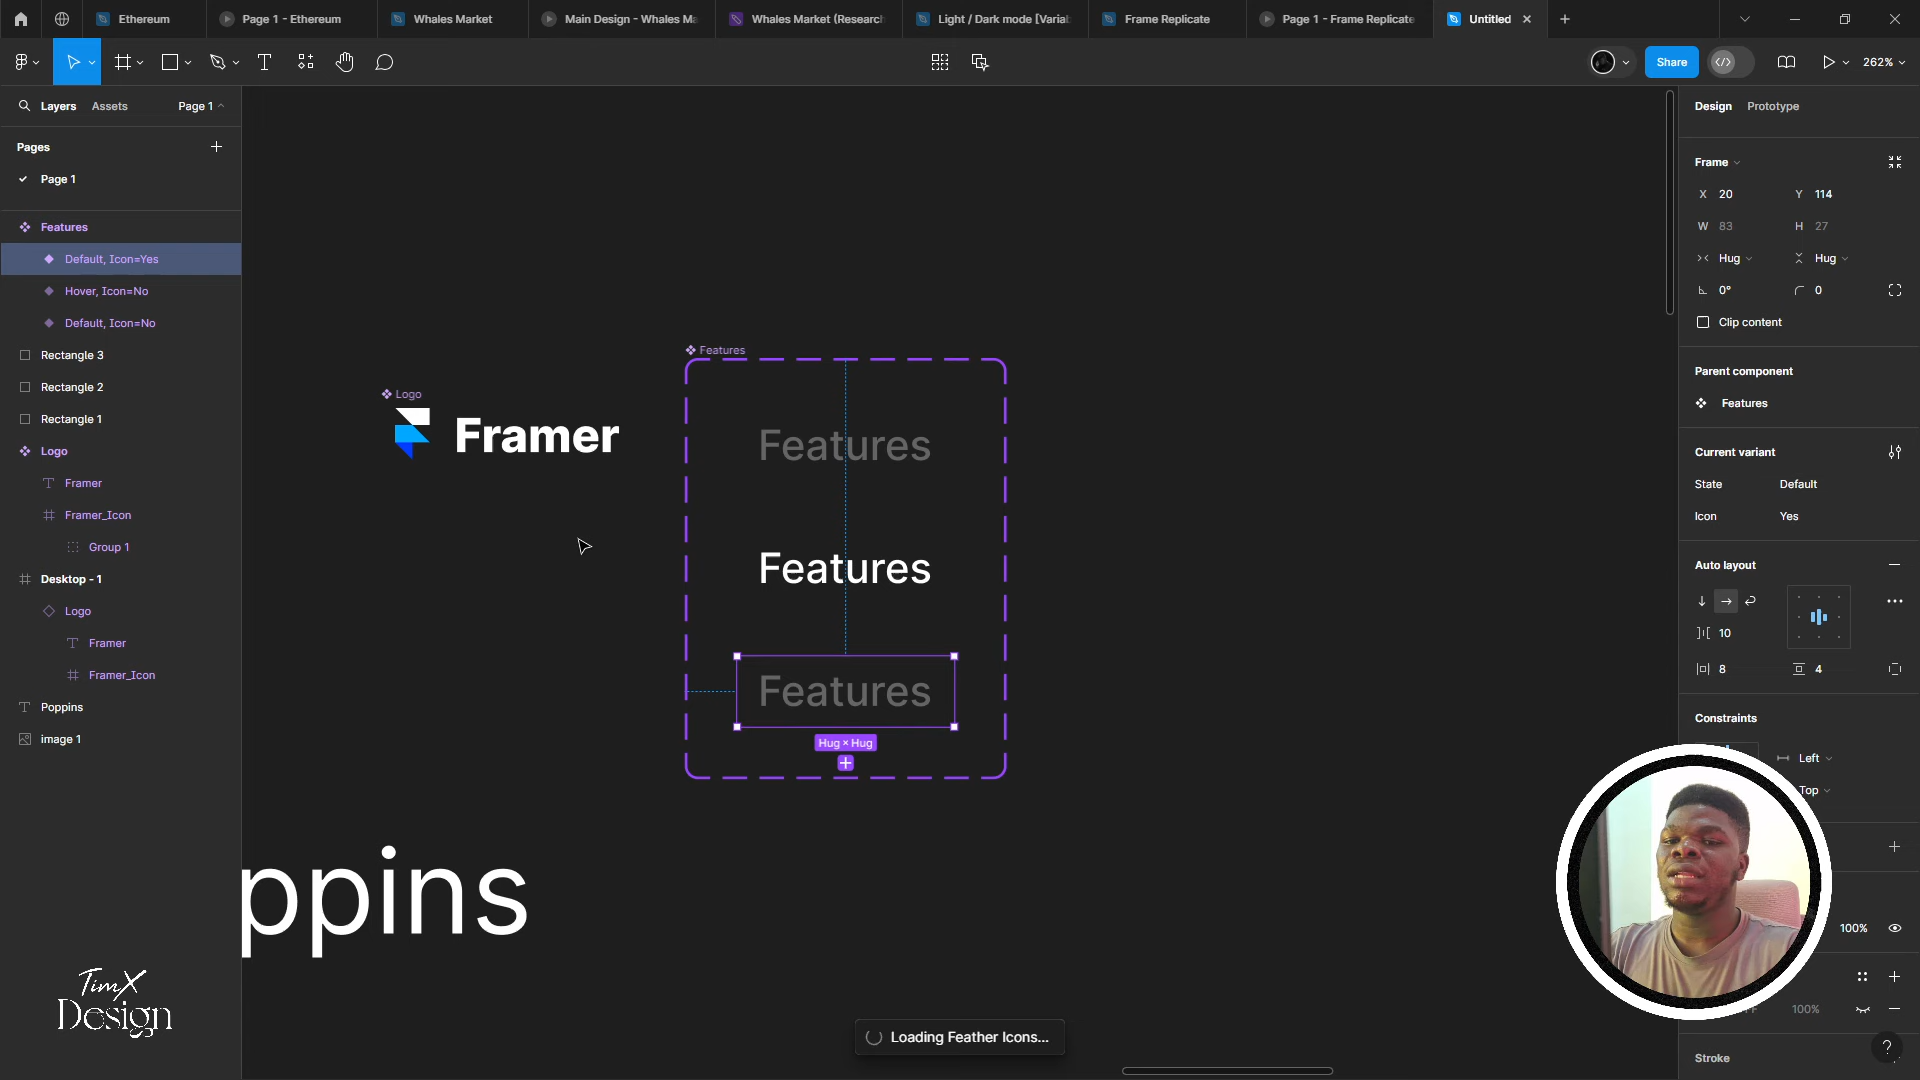 Ethereum
Page 1 - Ethereum
Whales Market
Main Design - Whales Ma
Whales Market (Research
Light / Dark mode [Varial
Frame Replicate
Page 1 - Frame Replicate
Untitled
Share
262%
Layers
Assets
Page 1
Pages
Page 1
Features
Default, Icon=Yes
Hover, Icon=No
Default, Icon=No
Rectangle 3
Rectangle 2
Rectangle 1
Logo
Framer
Framer_Icon
Group 1
Desktop - 1
Logo
Framer
Framer_Icon
Poppins
image 1
TimX
Design
Logo
Framer
Features
Features
Features
Features
Hug × Hug
ppins
Loading Feather Icons...
Design
Prototype
Frame
X 20
Y 114
W 83
H 27
Hug
Hug
0°
0
Clip content
Parent component
Features
Current variant
State Default
Icon Yes
Auto layout
10
8
4
Constraints
Left
Top
100%
100%
Stroke
?